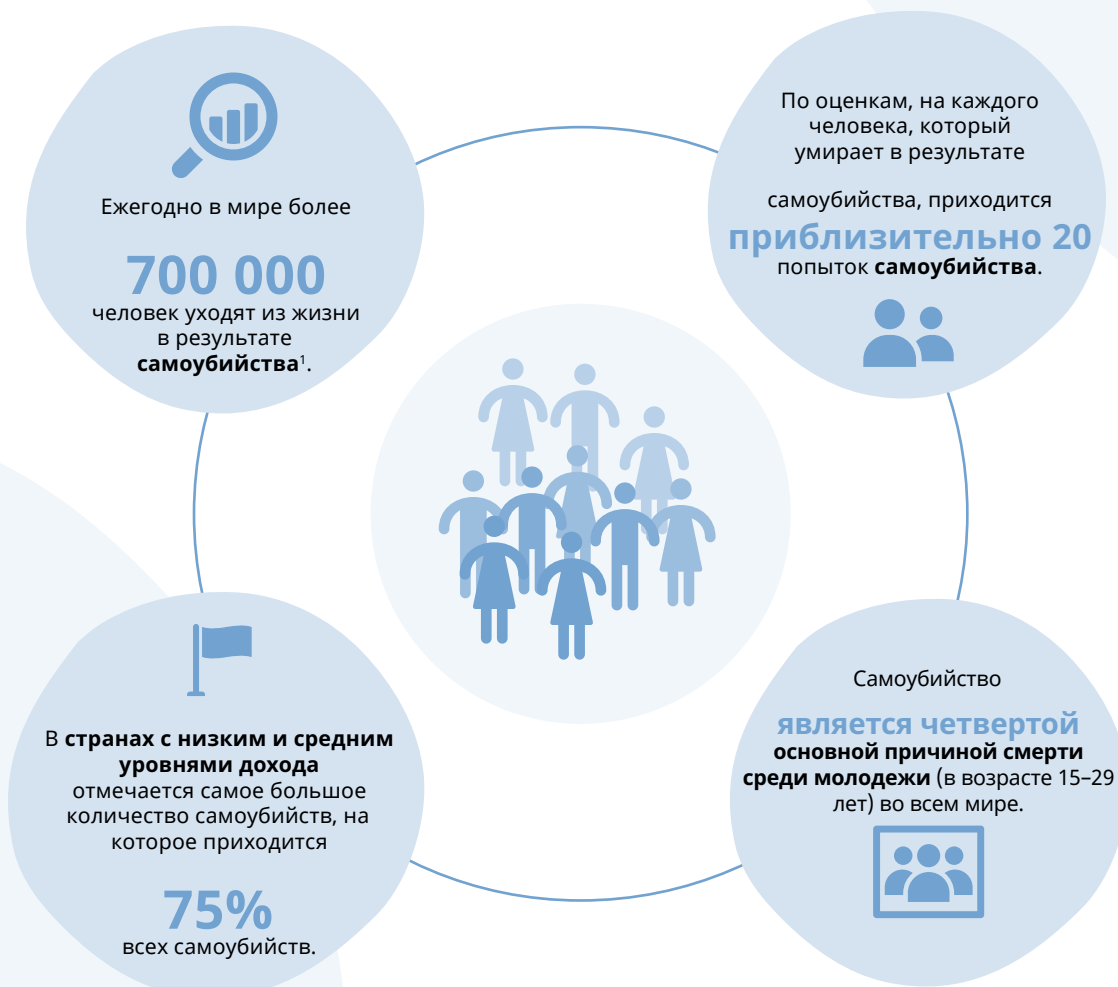 Ежегодно в мире более
700 000
человек уходят из жизни
в результате
самоубийства¹.
По оценкам, на каждого
человека, который
умирает в результате
самоубийства, приходится
приблизительно 20
попыток самоубийства.
В странах с низким и средним
уровнями дохода
отмечается самое большое
количество самоубийств, на
которое приходится
75%
всех самоубийств.
Самоубийство
является четвертой
основной причиной смерти
среди молодежи (в возрасте 15–29
лет) во всем мире.